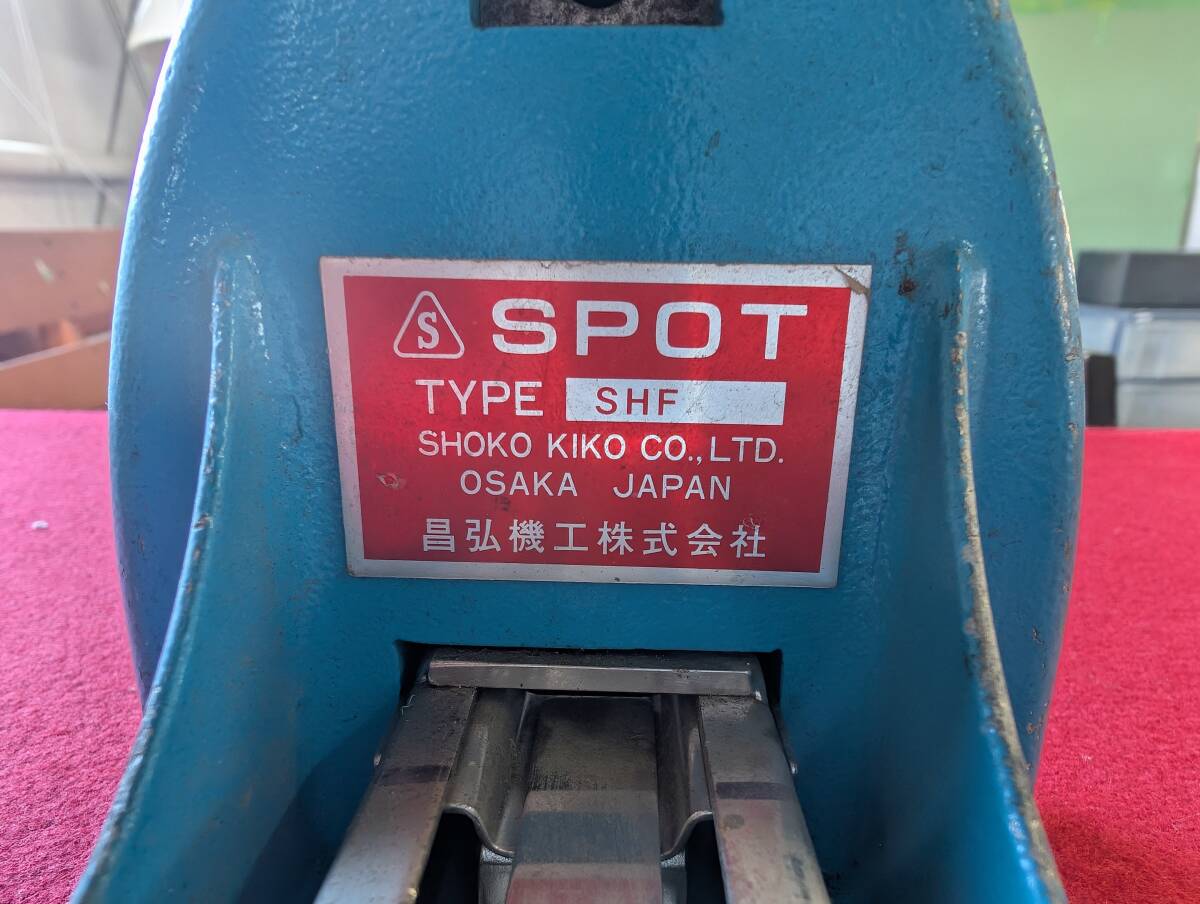 S SPOT
TYPE SHF
SHOKO KIKO CO.,LTD.
OSAKA JAPAN
昌弘機工株式会社